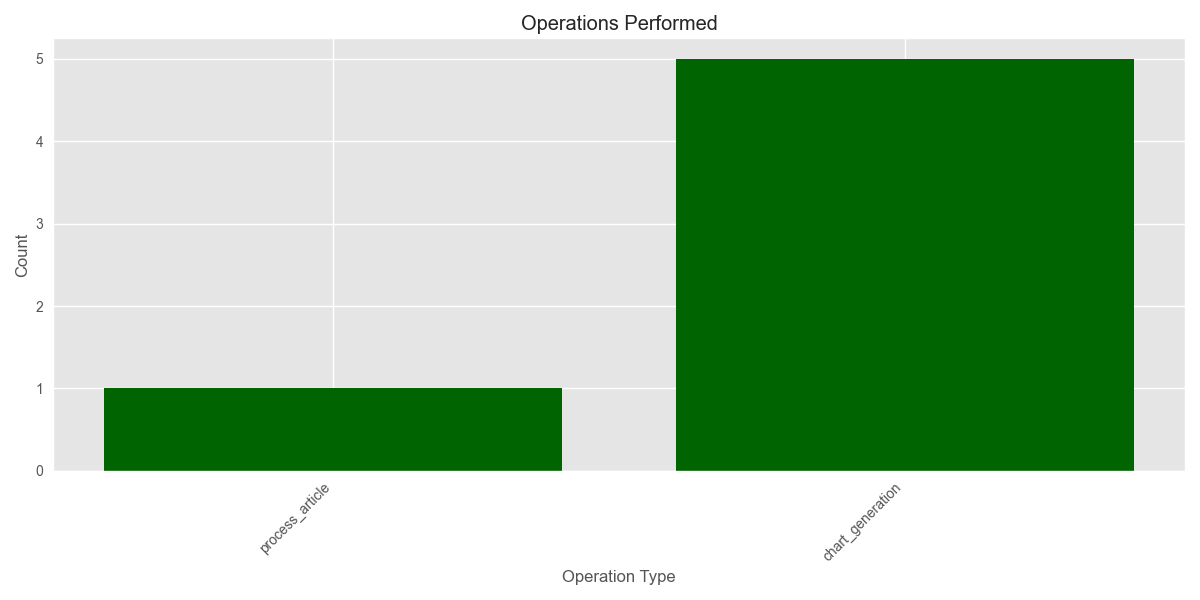 Operations Performed
5
4
3
2
1
0
Count
process_article
chart_generation
Operation Type